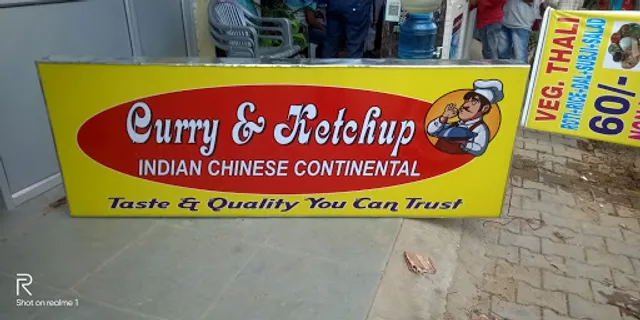 Curry & Ketchup
INDIAN CHINESE CONTINENTAL
Taste & Quality You Can Trust
VEG. THALI
ROTI+RICE+DAL+SUBJI+SALAD
60/-
R
Shot on realme 1